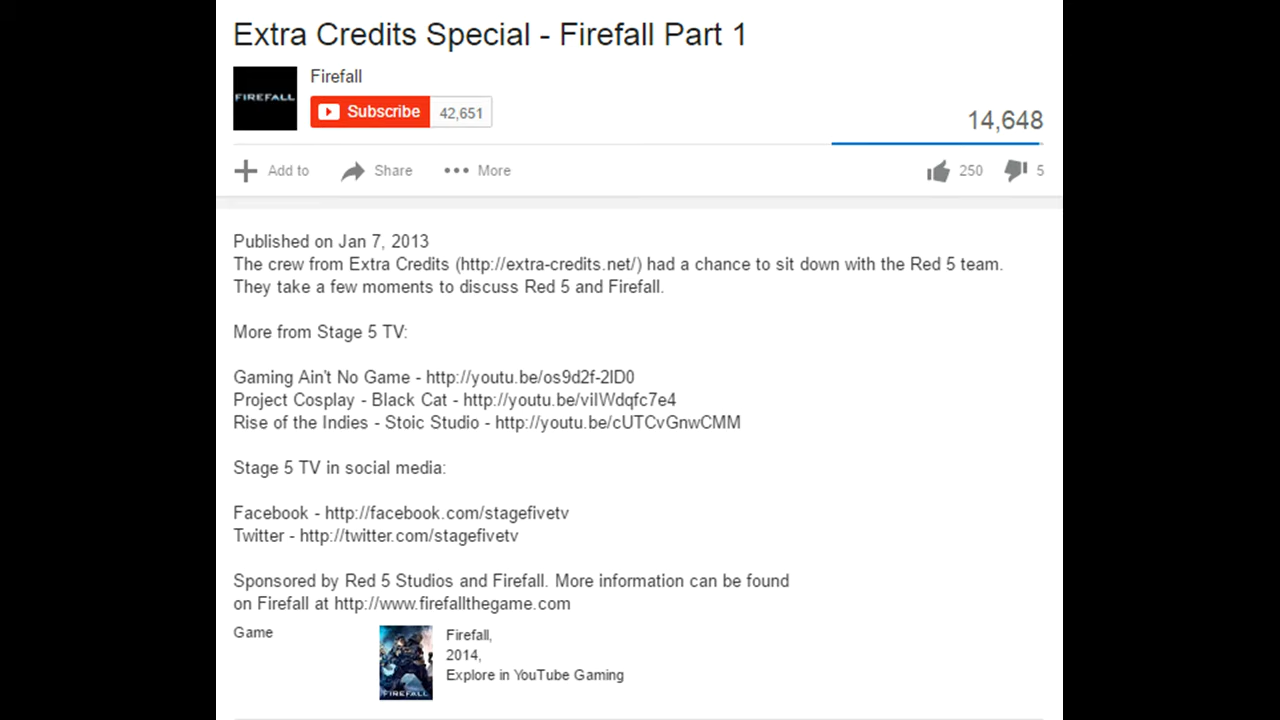 Extra Credits Special - Firefall Part 1
FIREFALL
Firefall
Subscribe 42,651
14,648
Add to Share More 250 5
Published on Jan 7, 2013
The crew from Extra Credits (http://extra-credits.net/) had a chance to sit down with the Red 5 team.
They take a few moments to discuss Red 5 and Firefall.
More from Stage 5 TV:
Gaming Ain't No Game - http://youtu.be/os9d2f-2lD0
Project Cosplay - Black Cat - http://youtu.be/viIWdqfc7e4
Rise of the Indies - Stoic Studio - http://youtu.be/cUTCvGnwCMM
Stage 5 TV in social media:
Facebook - http://facebook.com/stagefivetv
Twitter - http://twitter.com/stagefivetv
Sponsored by Red 5 Studios and Firefall. More information can be found
on Firefall at http://www.firefallthegame.com
Game
Firefall,
2014,
Explore in YouTube Gaming
FIREFALL